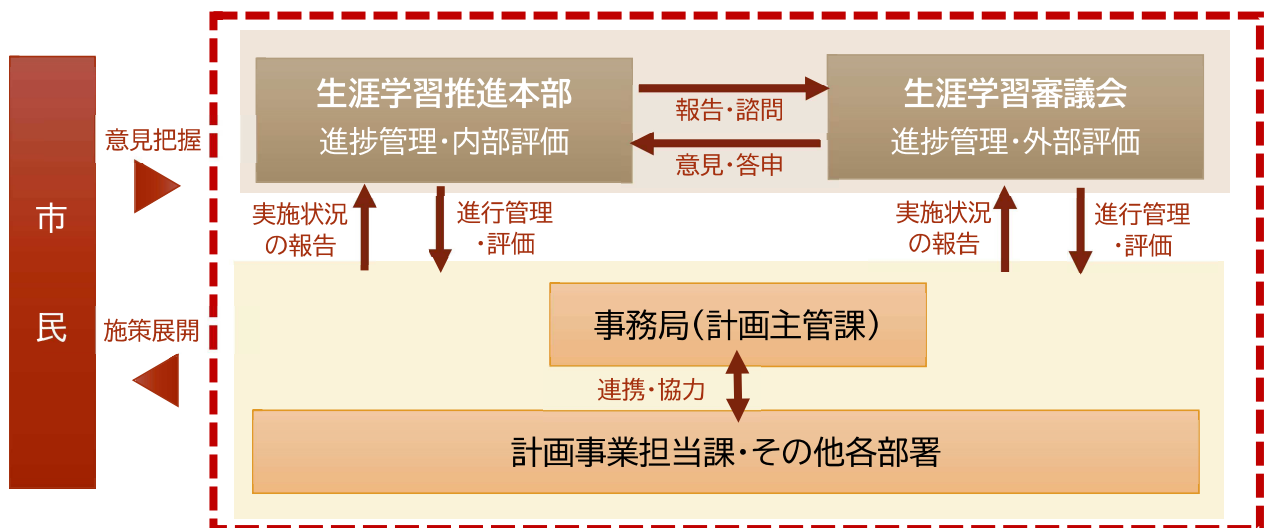 市
民
意見把握
施策展開
生涯学習推進本部
進捗管理・内部評価
報告・諮問
意見・答申
生涯学習審議会
進捗管理・外部評価
実施状況
の報告
進行管理
・評価
実施状況
の報告
進行管理
・評価
事務局(計画主管課)
連携・協力
計画事業担当課・その他各部署